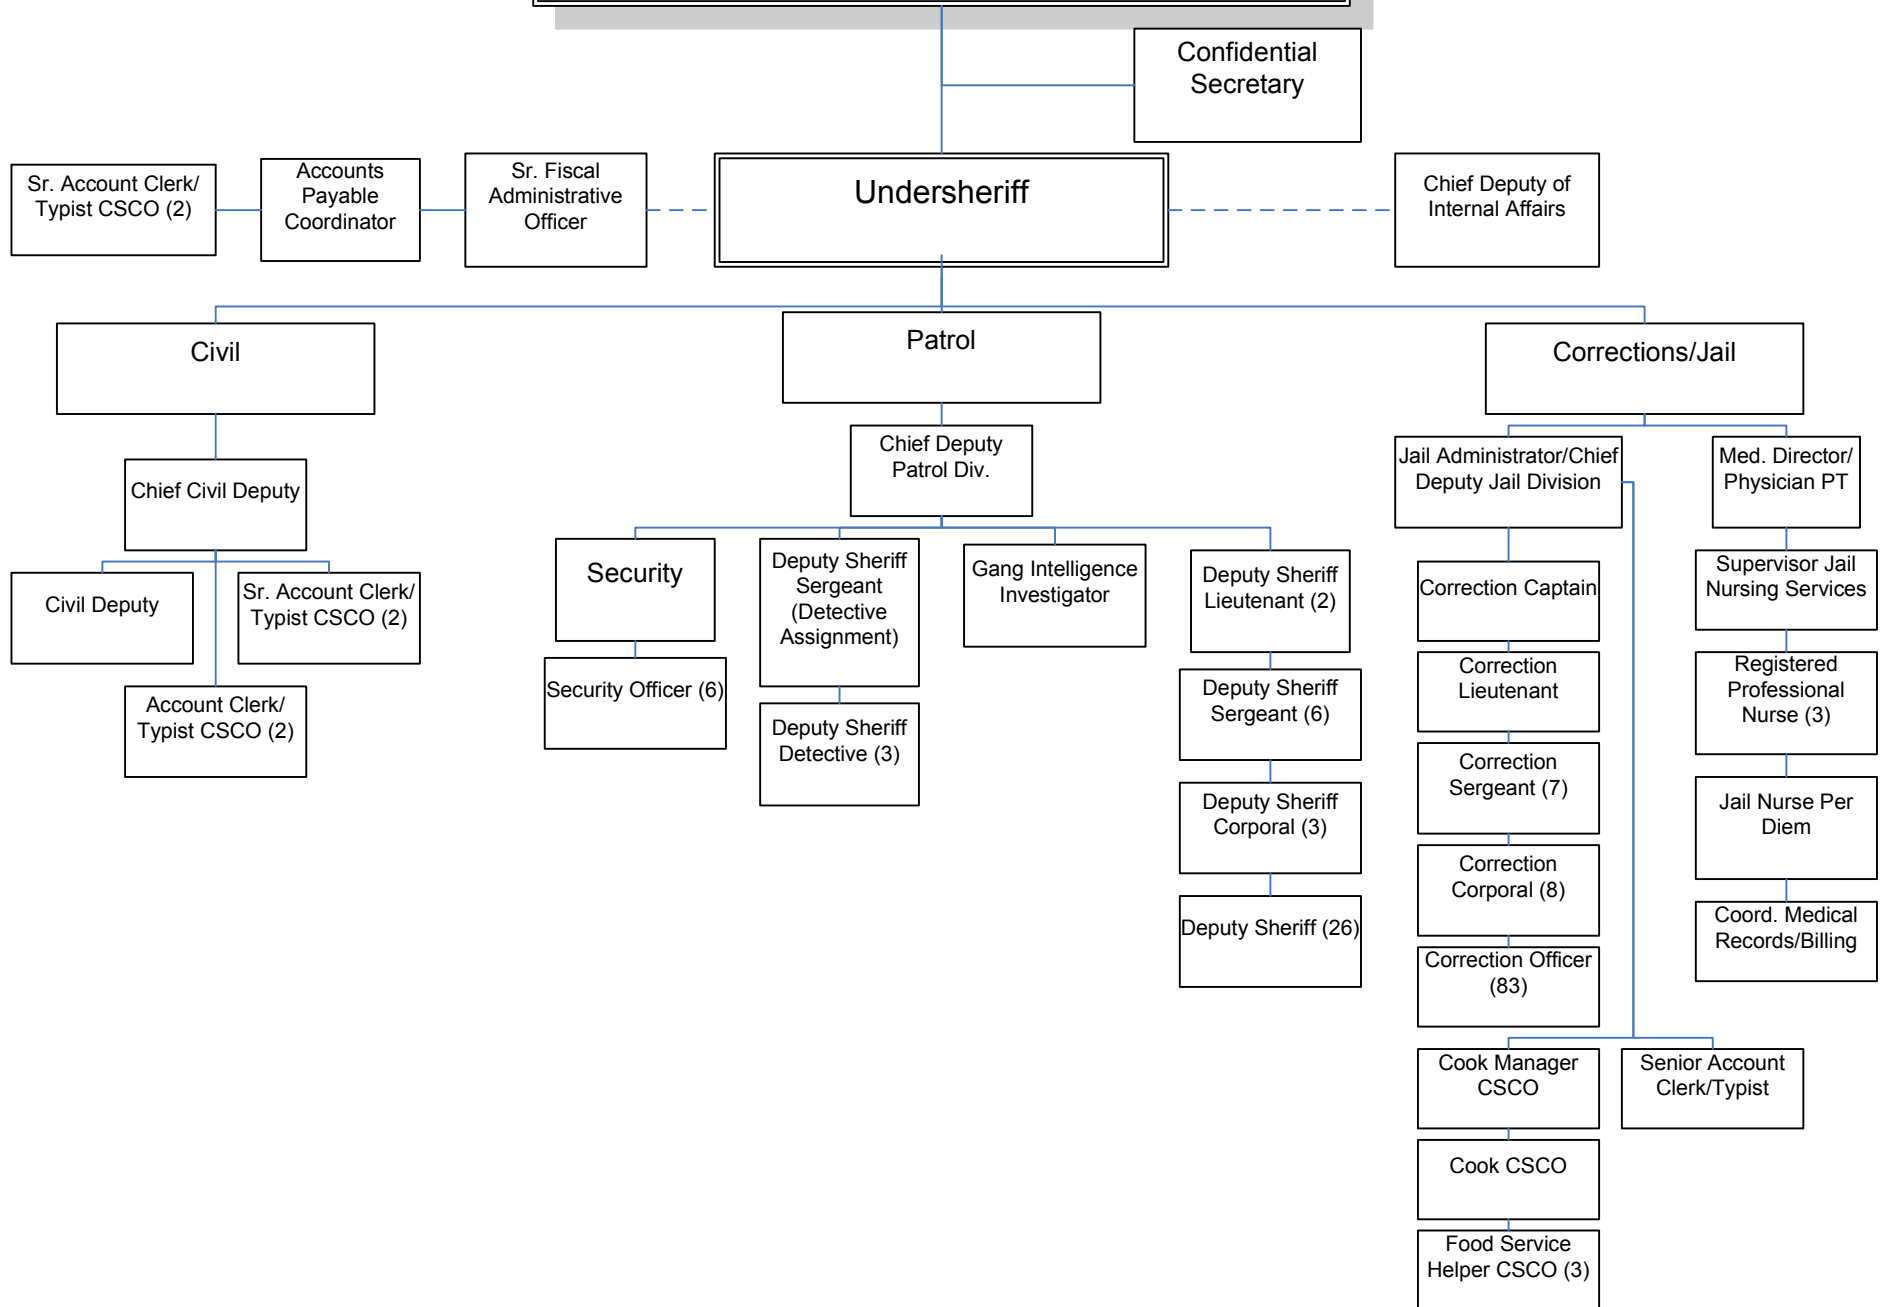 Confidential
Secretary
Sr. Account Clerk/
Typist CSCO (2)
Accounts
Payable
Coordinator
Sr. Fiscal
Administrative
Officer
Undersheriff
Chief Deputy of
Internal Affairs
Civil
Patrol
Corrections/Jail
Chief Civil Deputy
Civil Deputy
Sr. Account Clerk/
Typist CSCO (2)
Account Clerk/
Typist CSCO (2)
Chief Deputy
Patrol Div.
Security
Security Officer (6)
Deputy Sheriff
Sergeant
(Detective
Assignment)
Deputy Sheriff
Detective (3)
Gang Intelligence
Investigator
Deputy Sheriff
Lieutenant (2)
Deputy Sheriff
Sergeant (6)
Deputy Sheriff
Corporal (3)
Deputy Sheriff (26)
Jail Administrator/Chief
Deputy Jail Division
Correction Captain
Correction
Lieutenant
Correction
Sergeant (7)
Correction
Corporal (8)
Correction Officer
(83)
Cook Manager
CSCO
Cook CSCO
Food Service
Helper CSCO (3)
Senior Account
Clerk/Typist
Med. Director/
Physician PT
Supervisor Jail
Nursing Services
Registered
Professional
Nurse (3)
Jail Nurse Per
Diem
Coord. Medical
Records/Billing